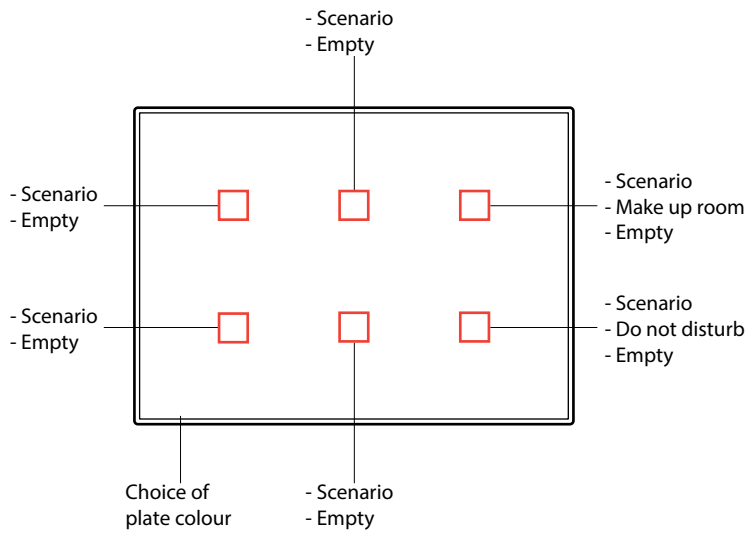 - Scenario
- Empty
- Scenario
- Empty
- Scenario
- Make up room
- Empty
- Scenario
- Empty
- Scenario
- Do not disturb
- Empty
Choice of
plate colour
- Scenario
- Empty